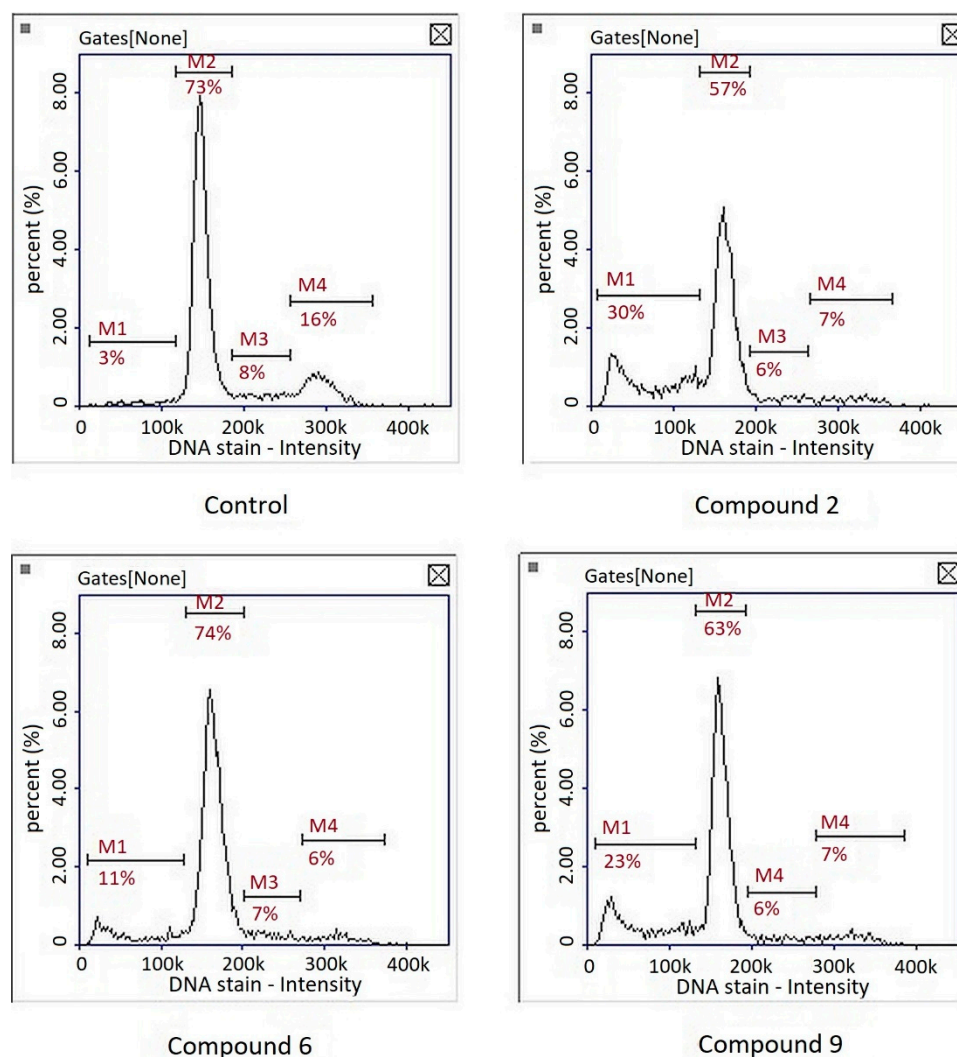 Gates[None]
M2
73%
M4
16%
M1
3%
M3
8%
percent (%)
8.00
6.00
4.00
2.00
0
0 100k 200k 300k 400k
DNA stain - Intensity
Control
Gates[None]
M2
57%
M1
30%
M4
7%
M3
6%
percent (%)
8.00
6.00
4.00
2.00
0
0 100k 200k 300k 400k
DNA stain - Intensity
Compound 2
Gates[None]
M2
74%
M1
11%
M4
6%
M3
7%
percent (%)
8.00
6.00
4.00
2.00
0
0 100k 200k 300k 400k
DNA stain - Intensity
Compound 6
Gates[None]
M2
63%
M1
23%
M4
7%
M4
6%
percent (%)
8.00
6.00
4.00
2.00
0
0 100k 200k 300k 400k
DNA stain - Intensity
Compound 9